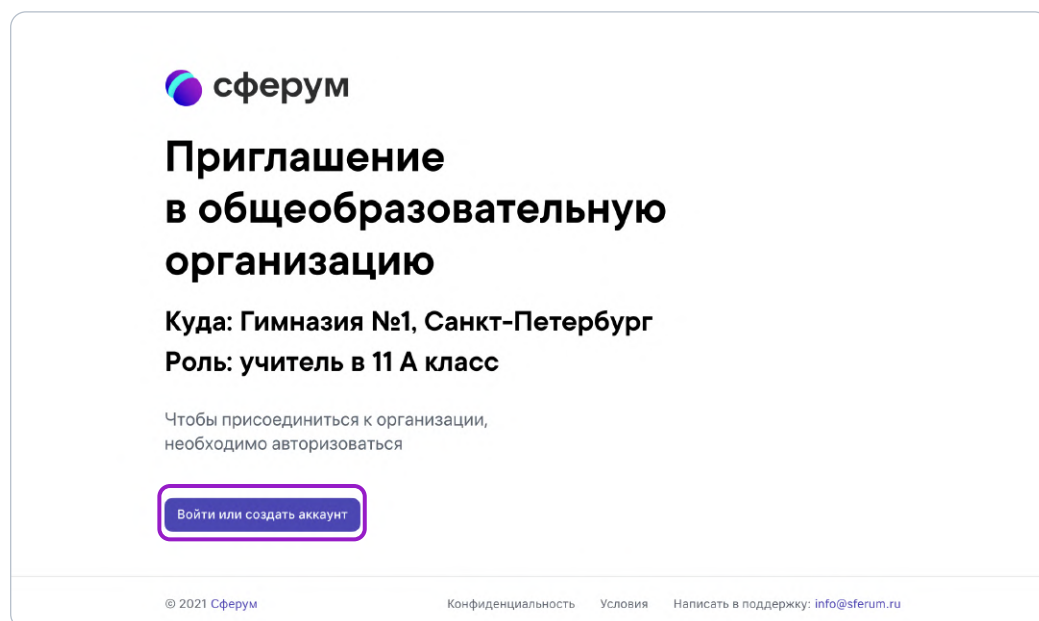 сферум
Приглашение
в общеобразовательную
организацию
Куда: Гимназия №1, Санкт-Петербург
Роль: учитель в 11 А класс
Чтобы присоединиться к организации,
необходимо авторизоваться
Войти или создать аккаунт
© 2021 Сферум Конфиденциальность Условия Написать в поддержку: info@sferum.ru